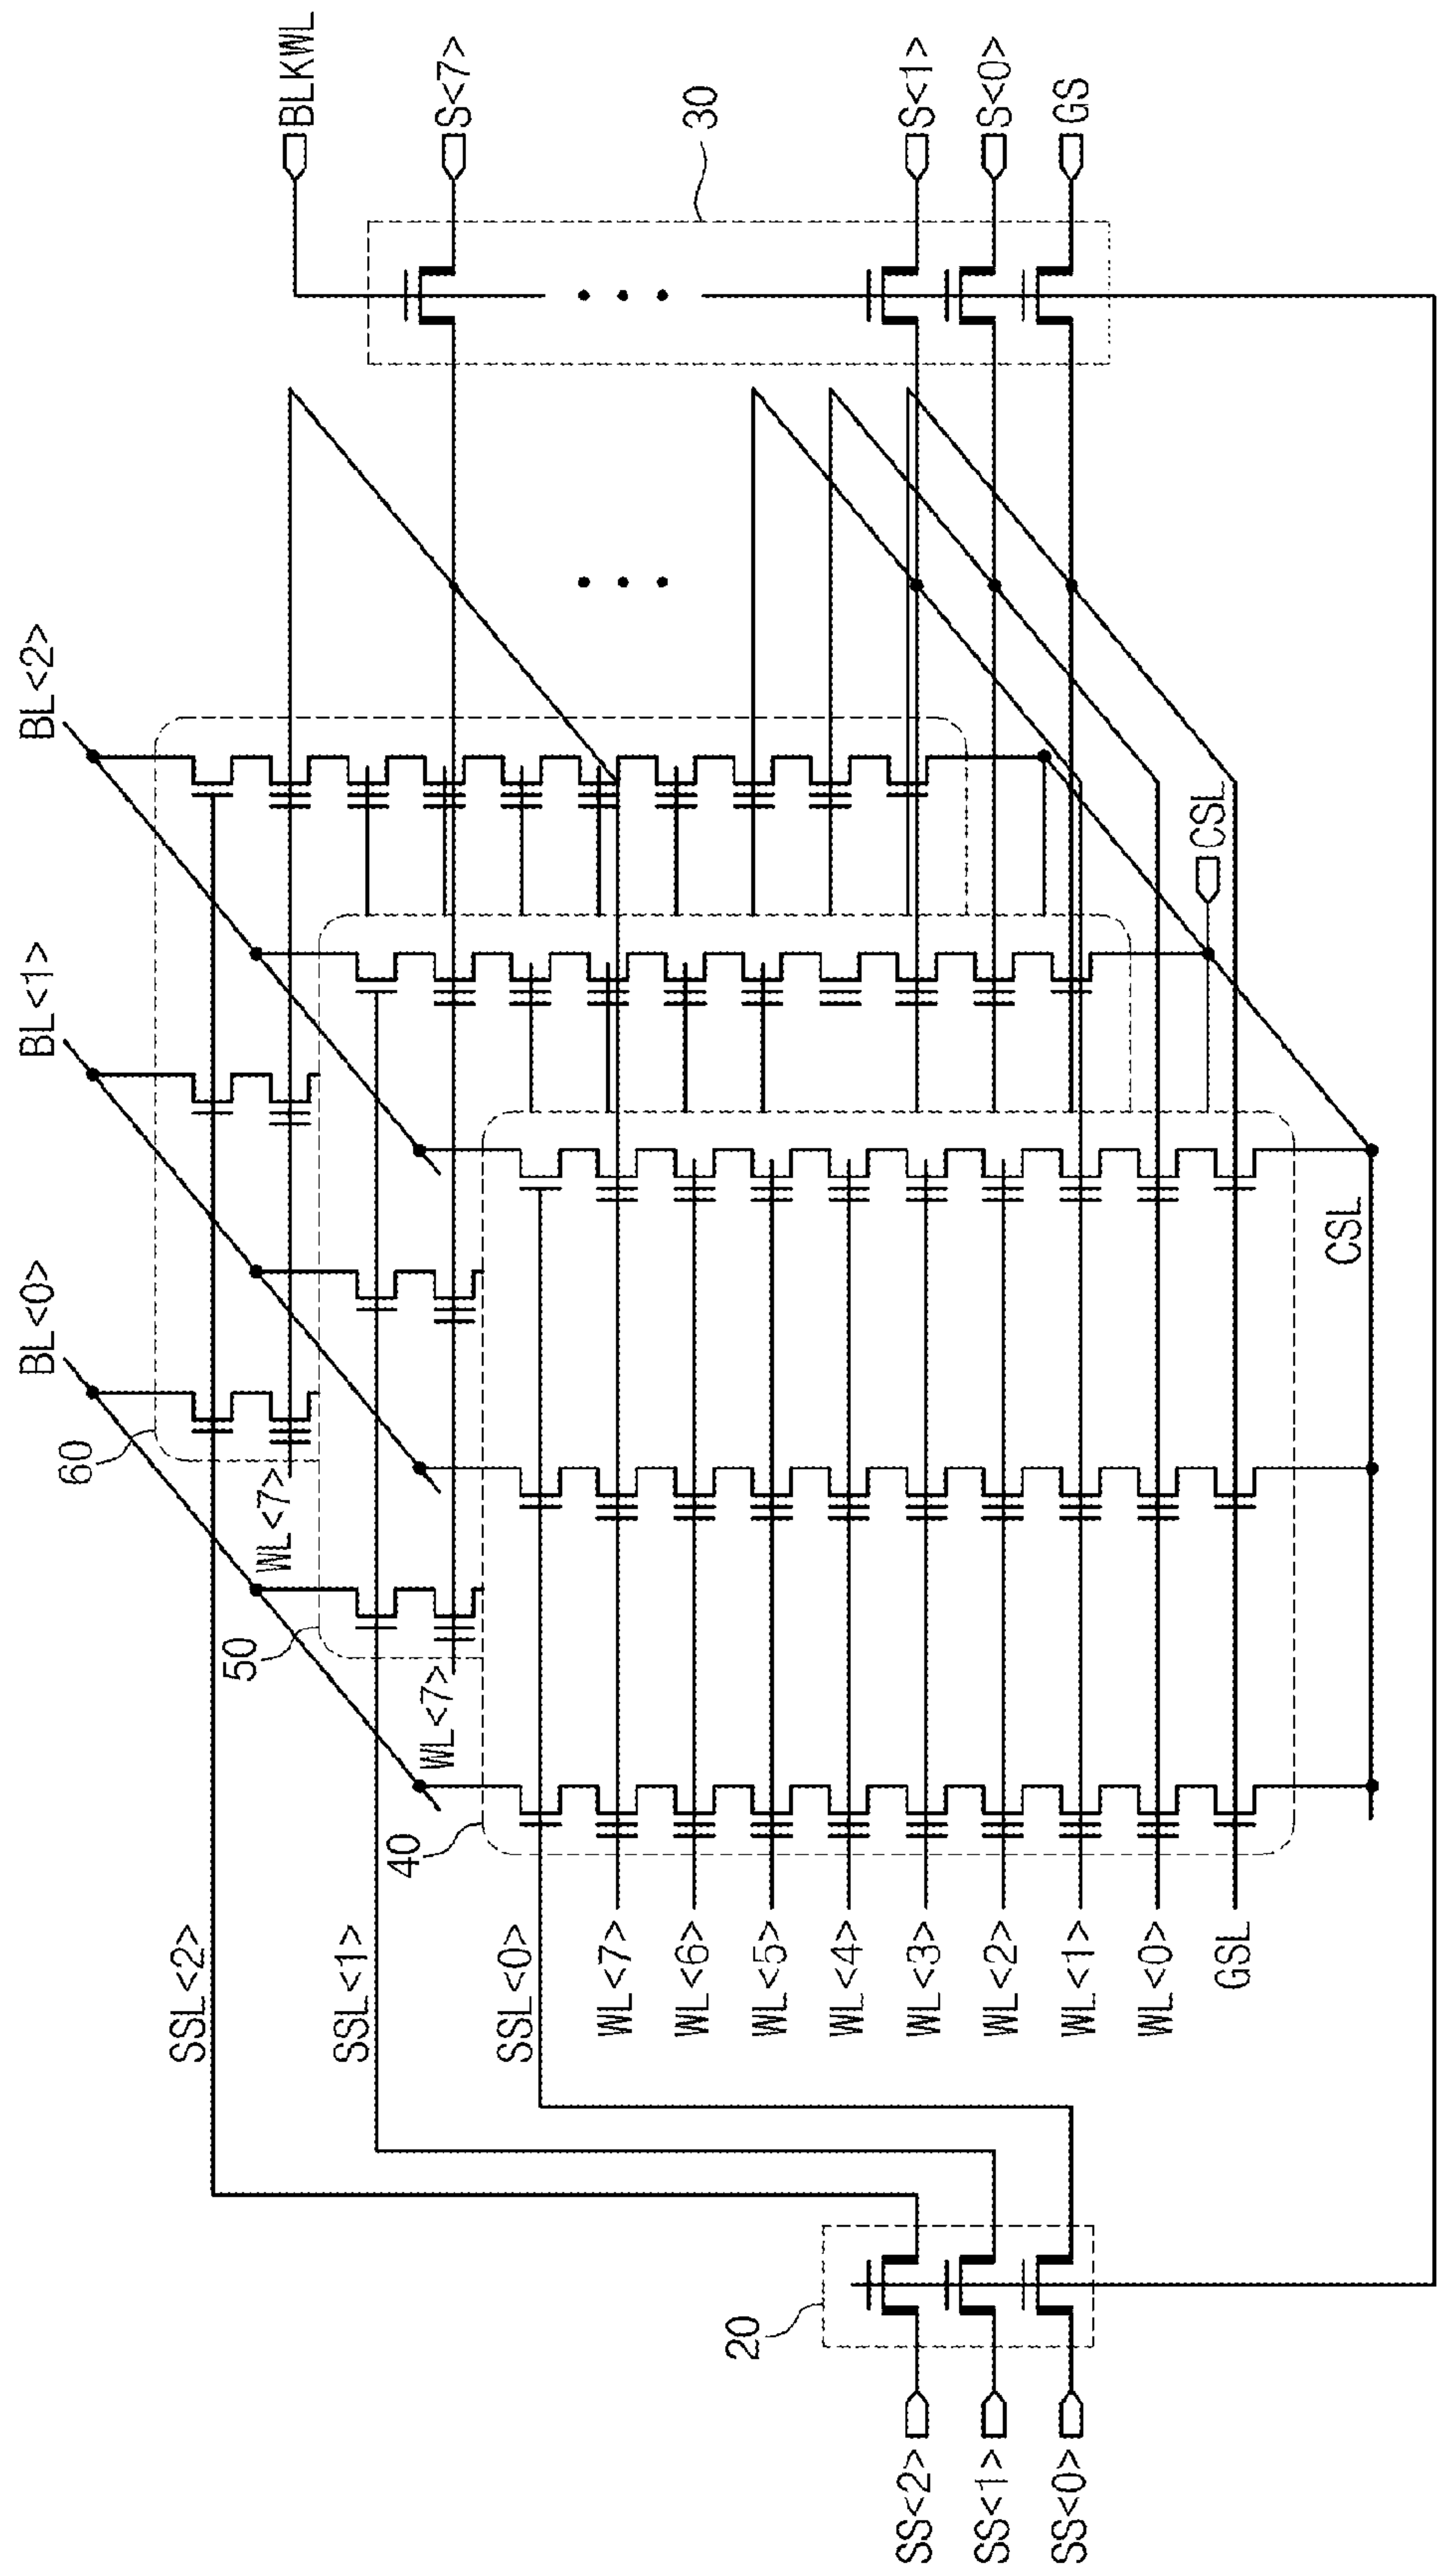 BLKWL
S<7>
S<1>
S<0>
GS
30
BL<2>
BL<1>
BL<0>
CSL
CSL
60
50
40
WL<7>
WL<7>
SSL<2>
SSL<1>
SSL<0>
WL<7>
WL<6>
WL<5>
WL<4>
WL<3>
WL<2>
WL<1>
WL<0>
GSL
20
SS<2>
SS<1>
SS<0>